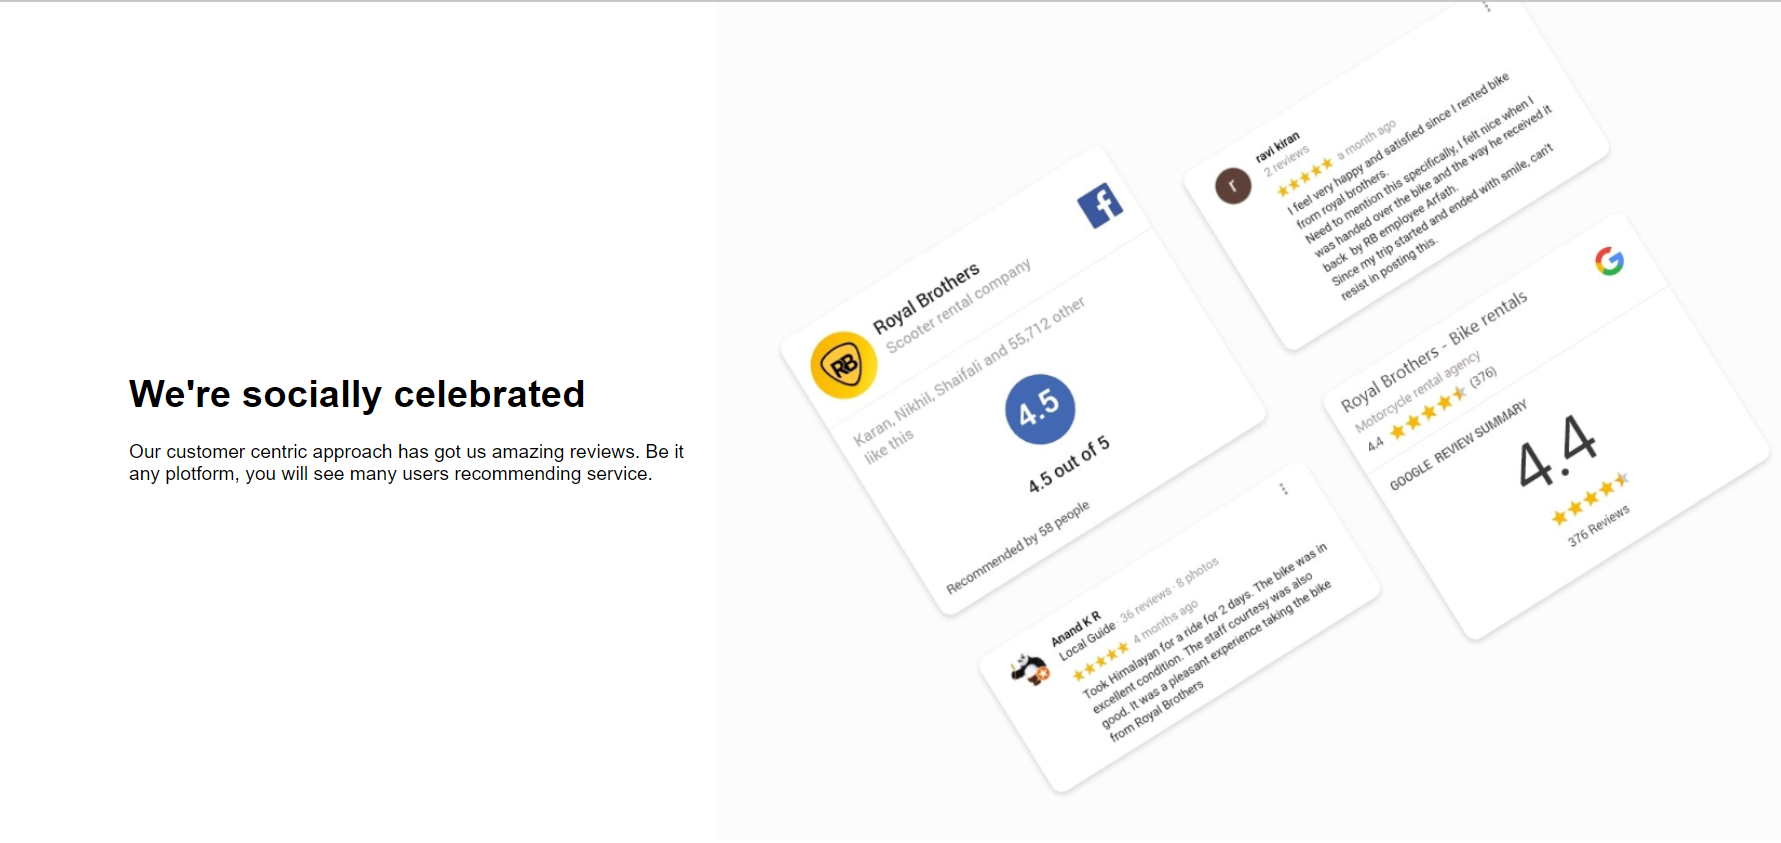 We're socially celebrated
Our customer centric approach has got us amazing reviews. Be it
any plotform, you will see many users recommending service.
Royal Brothers
Scooter rental company
RB
Karan, Nikhil, Shaifali and 55,712 other
like this
4.5
4.5 out of 5
Recommended by 58 people
ravi kiran
2 reviews
r
a month ago
I feel very happy and satisfied since I rented bike
from royal brothers.
Need to mention this specifically, I felt nice when I
was handed over the bike and the way he received it
back by RB employee Arfath.
Since my trip started and ended with smile, can't
resist in posting this.
Royal Brothers - Bike rentals
Motorcycle rental agency
4.4 (376)
GOOGLE REVIEW SUMMARY
4.4
376 Reviews
Anand K R
Local Guide · 36 reviews · 8 photos
4 months ago
Took Himalayan for a ride for 2 days. The bike was in
excellent condition. The staff courtesy was also
good. It was a pleasant experience taking the bike
from Royal Brothers